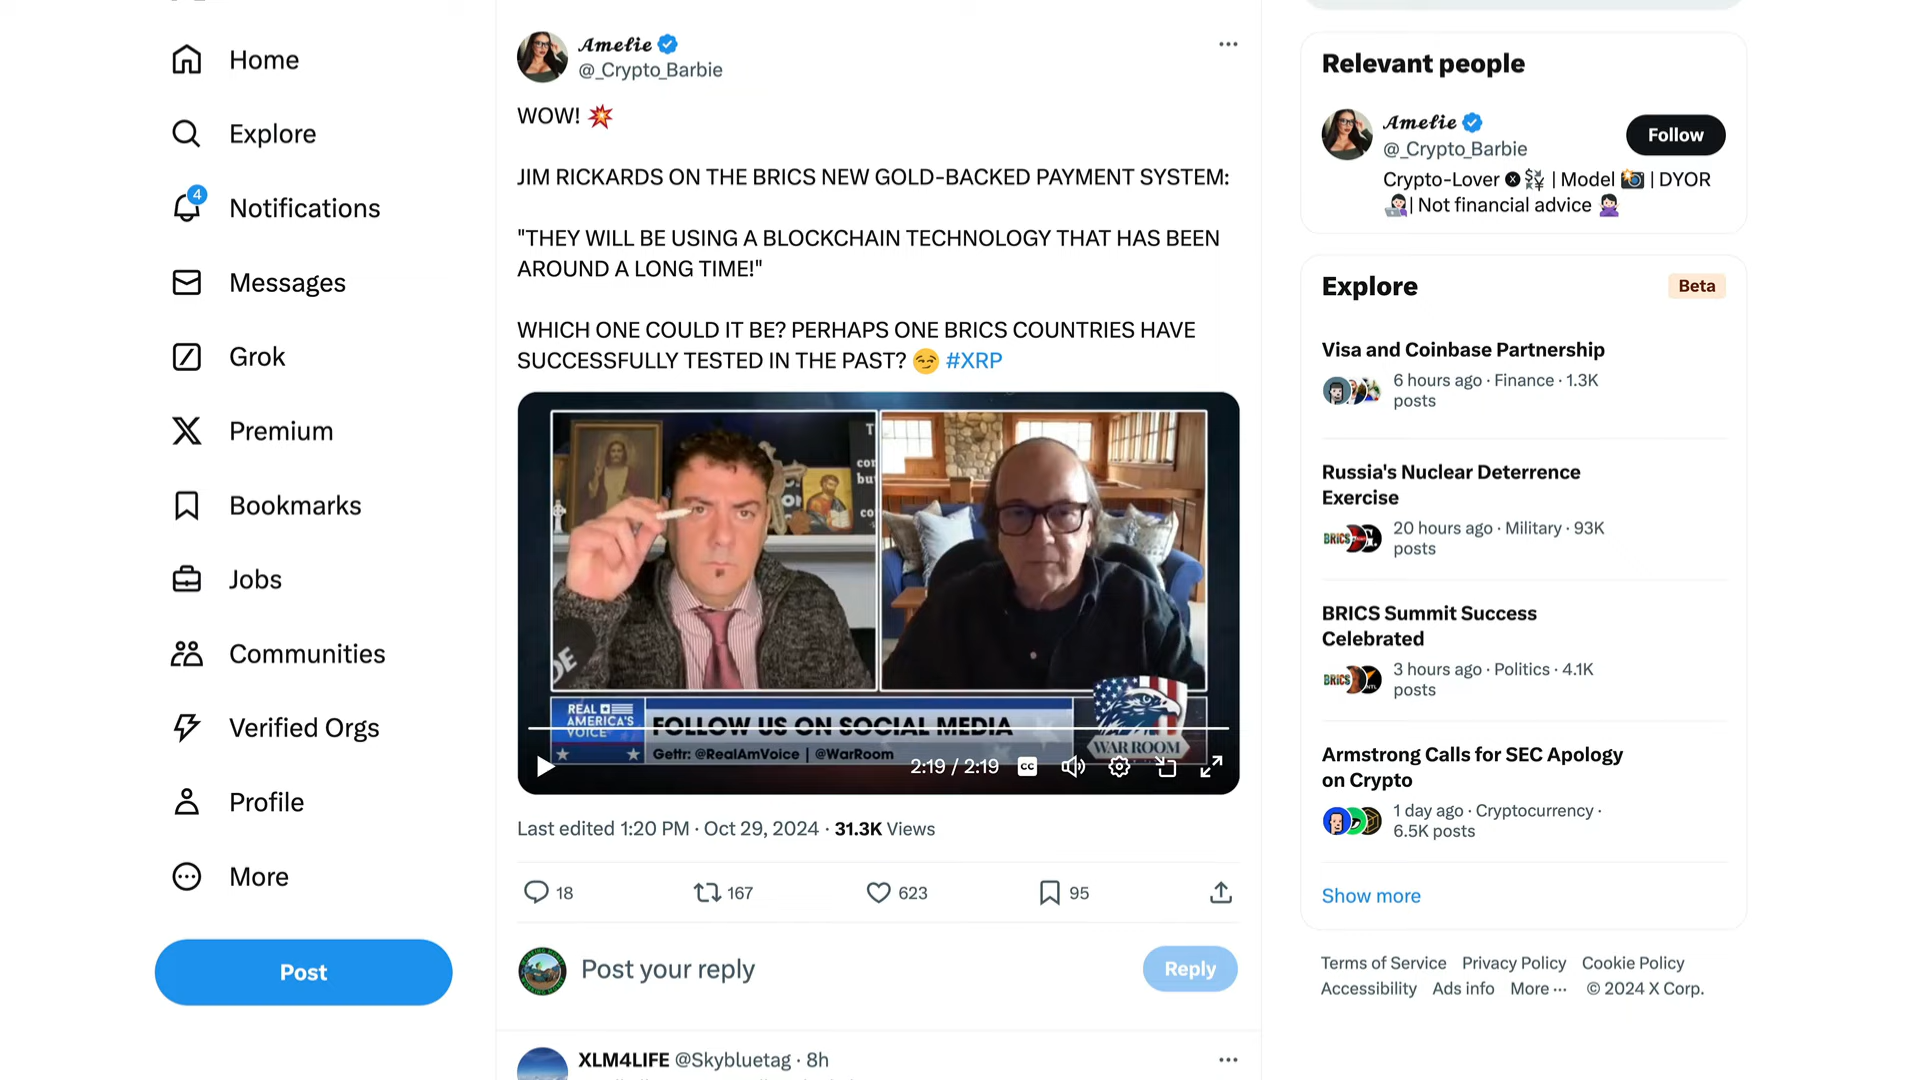 Home
Explore
4
Notifications
Messages
Grok
Premium
Bookmarks
Jobs
Communities
Verified Orgs
Profile
More
Post
Amelie
@_Crypto_Barbie
WOW! 💥
JIM RICKARDS ON THE BRICS NEW GOLD-BACKED PAYMENT SYSTEM:
"THEY WILL BE USING A BLOCKCHAIN TECHNOLOGY THAT HAS BEEN
AROUND A LONG TIME!"
WHICH ONE COULD IT BE? PERHAPS ONE BRICS COUNTRIES HAVE
SUCCESSFULLY TESTED IN THE PAST? 😏 #XRP
REAL
AMERICA'S
VOICE
FOLLOW US ON SOCIAL MEDIA
Gettr: @RealAmVoice | @WarRoom
WAR ROOM
2:19 / 2:19
CC
Last edited 1:20 PM · Oct 29, 2024 · 31.3K Views
18
167
623
95
Post your reply
Reply
XLM4LIFE @Skybluetag · 8h
Relevant people
Amelie
@_Crypto_Barbie
Follow
Crypto-Lover | Model 📸 | DYOR
👩🏻‍💻| Not financial advice 🙅🏻‍♀️
Explore
Beta
Visa and Coinbase Partnership
6 hours ago · Finance · 1.3K
posts
Russia's Nuclear Deterrence
Exercise
BRICS
20 hours ago · Military · 93K
posts
BRICS Summit Success
Celebrated
BRICS
3 hours ago · Politics · 4.1K
posts
Armstrong Calls for SEC Apology
on Crypto
1 day ago · Cryptocurrency ·
6.5K posts
Show more
Terms of Service Privacy Policy Cookie Policy
Accessibility Ads info More ··· © 2024 X Corp.